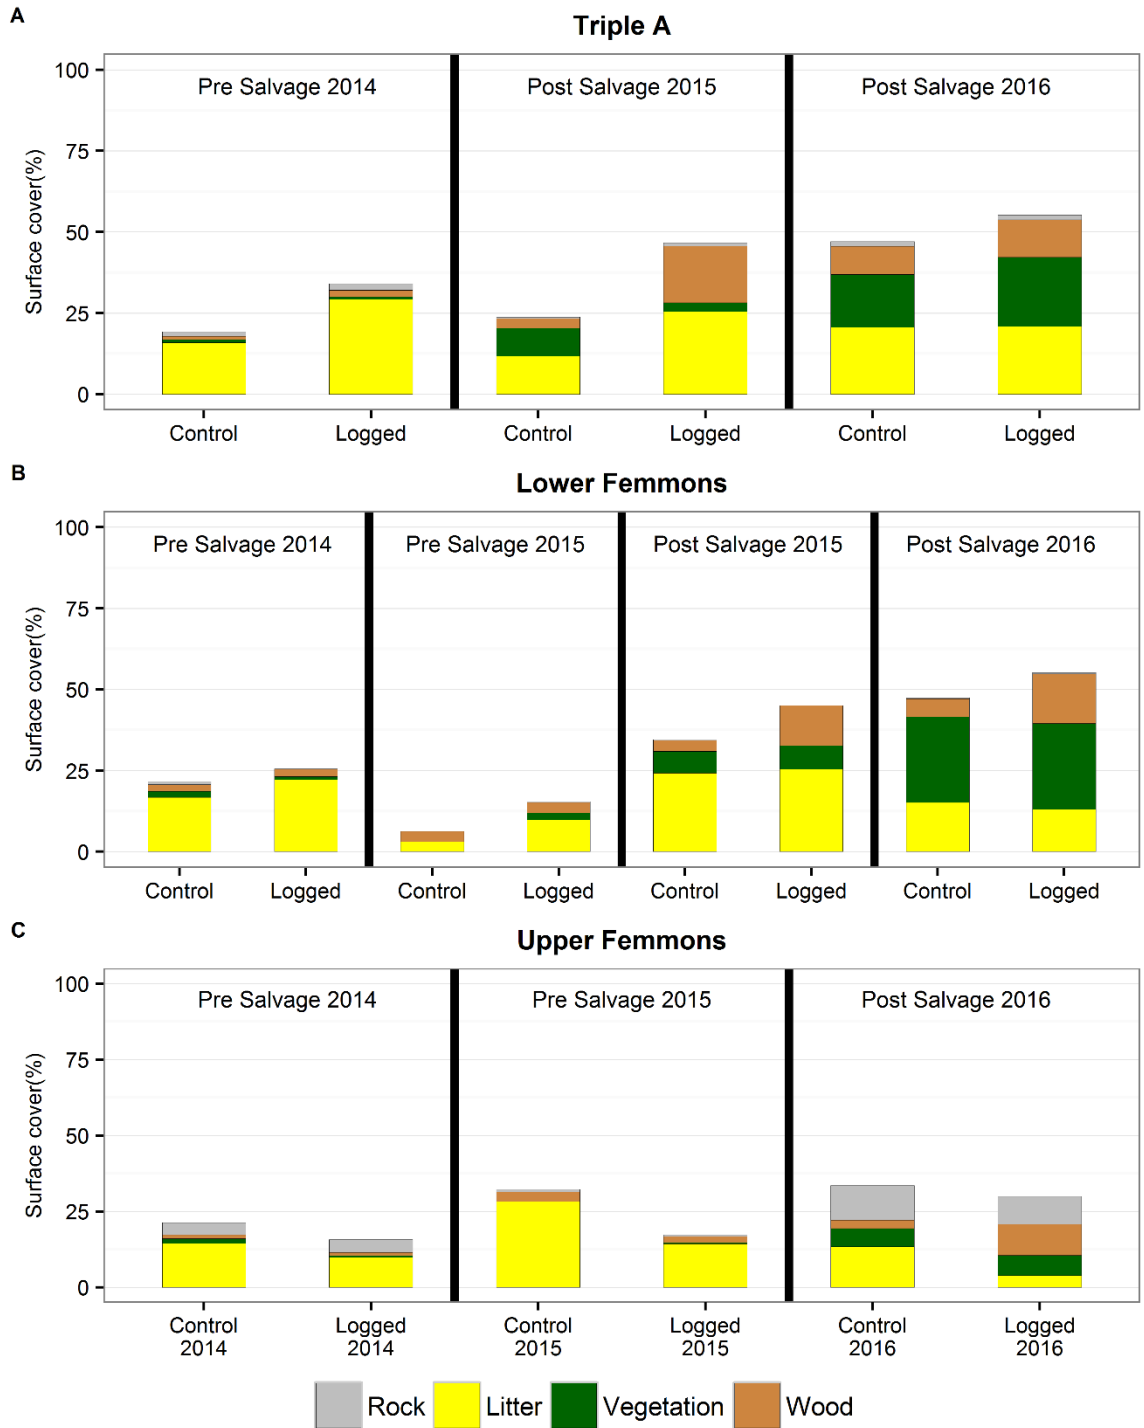 A
Triple A
Pre Salvage 2014
Post Salvage 2015
Post Salvage 2016
Surface cover(%)
100
75
50
25
0
Control
Logged
Control
Logged
Control
Logged
B
Lower Femmons
Pre Salvage 2014
Pre Salvage 2015
Post Salvage 2015
Post Salvage 2016
Surface cover(%)
100
75
50
25
0
Control
Logged
Control
Logged
Control
Logged
Control
Logged
C
Upper Femmons
Pre Salvage 2014
Pre Salvage 2015
Post Salvage 2016
Surface cover(%)
100
75
50
25
0
Control
2014
Logged
2014
Control
2015
Logged
2015
Control
2016
Logged
2016
Rock
Litter
Vegetation
Wood